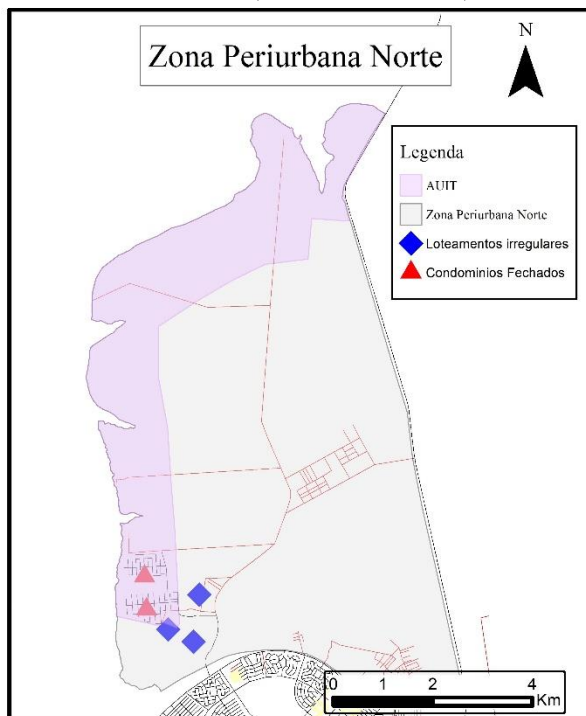 Zona Periurbana Norte
N
Legenda
AUIT
Zona Periurbana Norte
Loteamentos irregulares
Condominios Fechados
0 1 2 4
Km